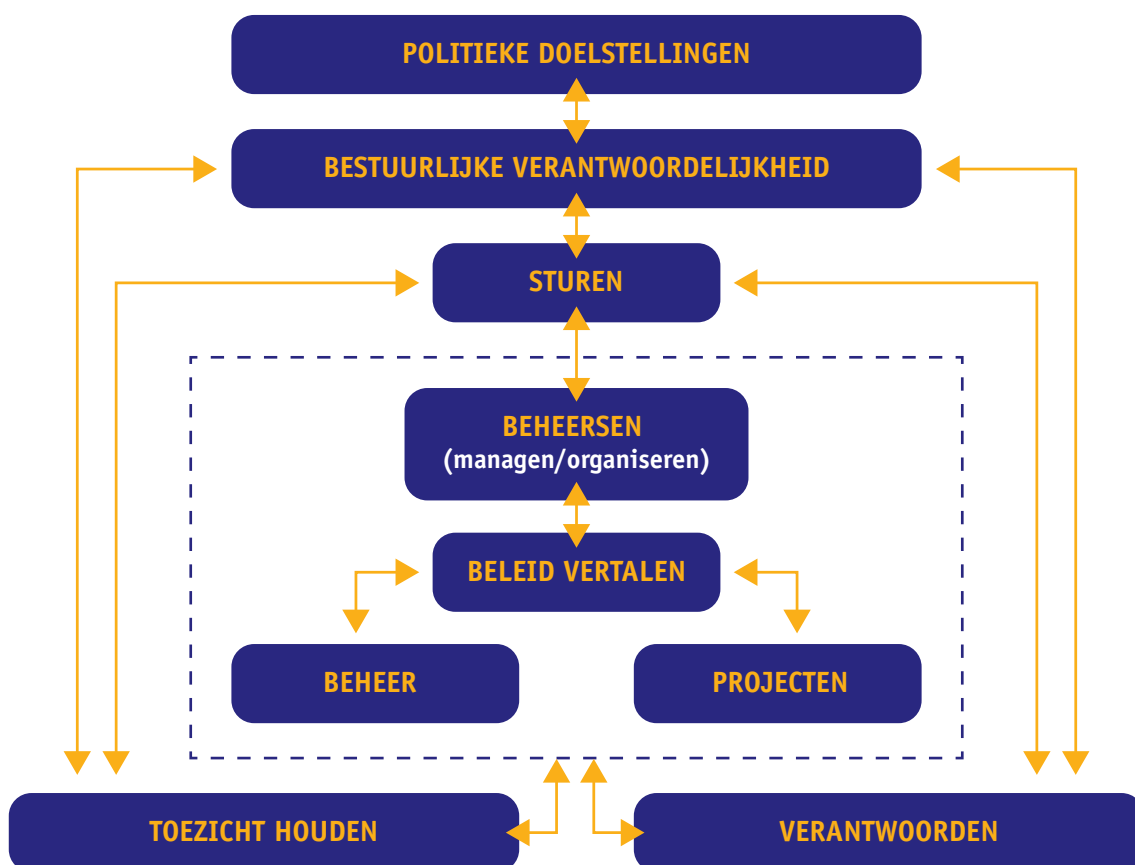 POLITIEKE DOELSTELLINGEN
BESTUURLIJKE VERANTWOORDELIJKHEID
STUREN
BEHEERSEN
(managen/organiseren)
BELEID VERTALEN
BEHEER
PROJECTEN
TOEZICHT HOUDEN
VERANTWOORDEN